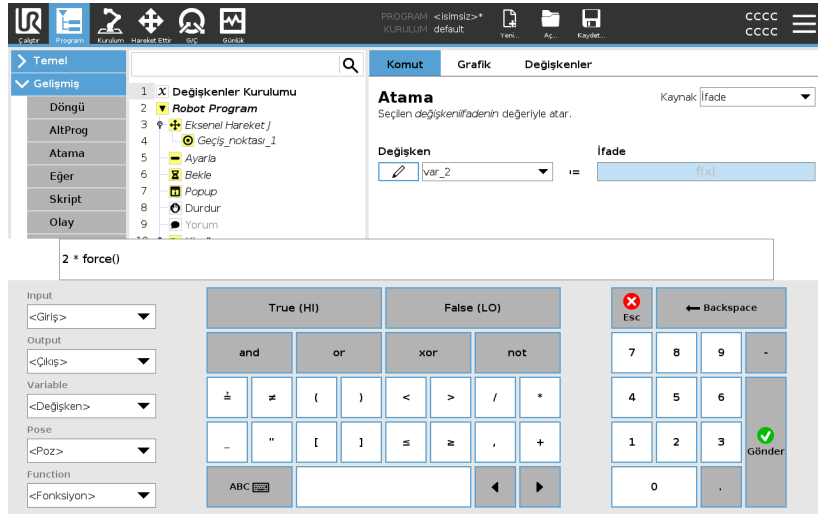 PROGRAM <isimsiz>*
KURULUM default
cccc
cccc
Çalıştır Program Kurulum Hareket Ettir G/Ç Günlük Yeni... Aç... Kaydet...
Temel
Gelişmiş
Döngü
AltProg
Atama
Eğer
Skript
Olay
1 X Değişkenler Kurulumu
2 Robot Program
3 Eksenel Hareket J
4 Geçiş_noktası_1
5 Ayarla
6 Bekle
7 Popup
8 Durdur
9 Yorum
Komut Grafik Değişkenler
Atama
Kaynak İfade
Seçilen değişkeniifadenin değeriyle atar.
Değişken İfade
var_2 := f(x)
2 * force()
Input
<Giriş>
Output
<Çıkış>
Variable
<Değişken>
Pose
<Poz>
Function
<Fonksiyon>
True (HI) False (LO)
and or xor not
≟ ≠ ( ) < > / *
_ " [ ] ≤ ≥ , +
ABC
Esc Backspace
7 8 9 -
4 5 6
1 2 3 Gönder
0 .